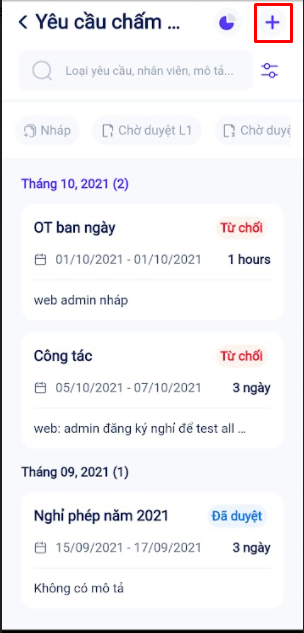 Yêu cầu chấm ...
Loại yêu cầu, nhân viên, mô tả...
Nháp
Chờ duyệt L1
Chờ duyệ
Tháng 10, 2021 (2)
OT ban ngày
Từ chối
01/10/2021 - 01/10/2021
1 hours
web admin nháp
Công tác
Từ chối
05/10/2021 - 07/10/2021
3 ngày
web: admin đăng ký nghỉ để test all ...
Tháng 09, 2021 (1)
Nghỉ phép năm 2021
Đã duyệt
15/09/2021 - 17/09/2021
3 ngày
Không có mô tả